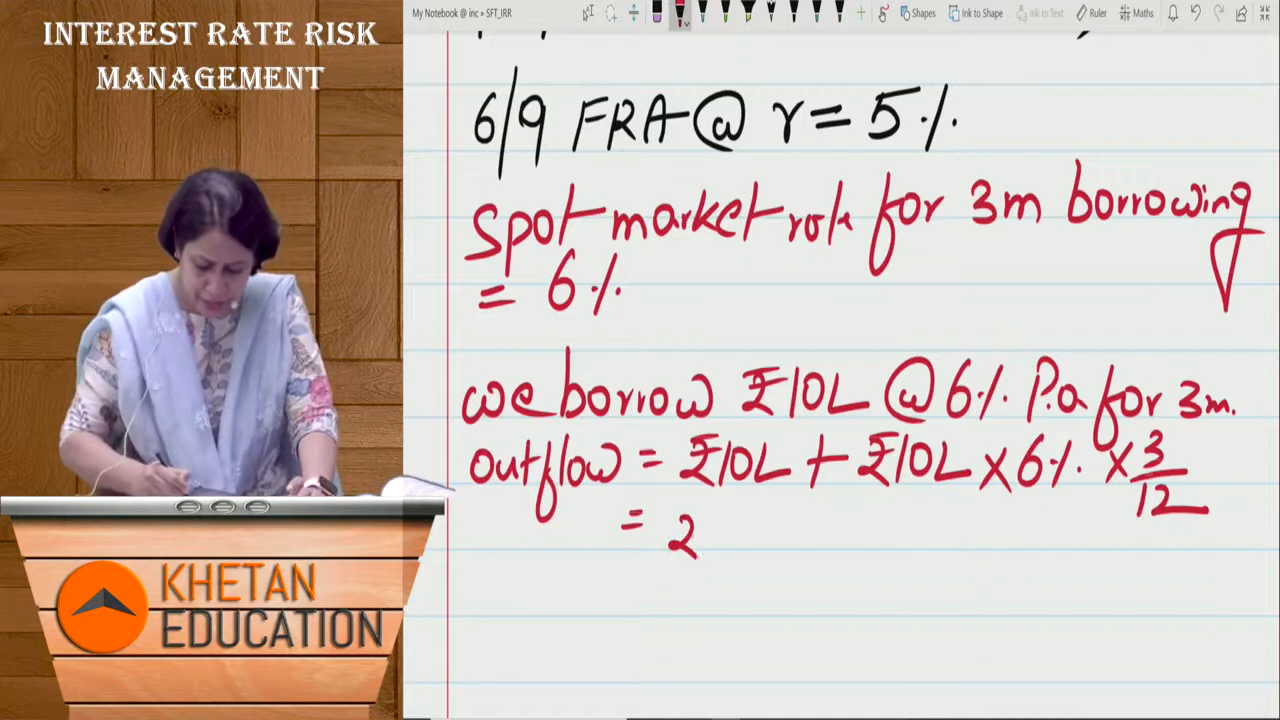 INTEREST RATE RISK
MANAGEMENT
My Notebook @ inc » SFT_IRR
Shapes
Ink to Shape
Ink to Text
Ruler
Maths
6/9 FRA @ r = 5%.
Spot market rate for 3m borrowing
= 6%
we borrow ₹10L @ 6% P.a for 3m.
outflow = ₹10L + ₹10L × 6% × 3/12
= 2
KHETAN
EDUCATION